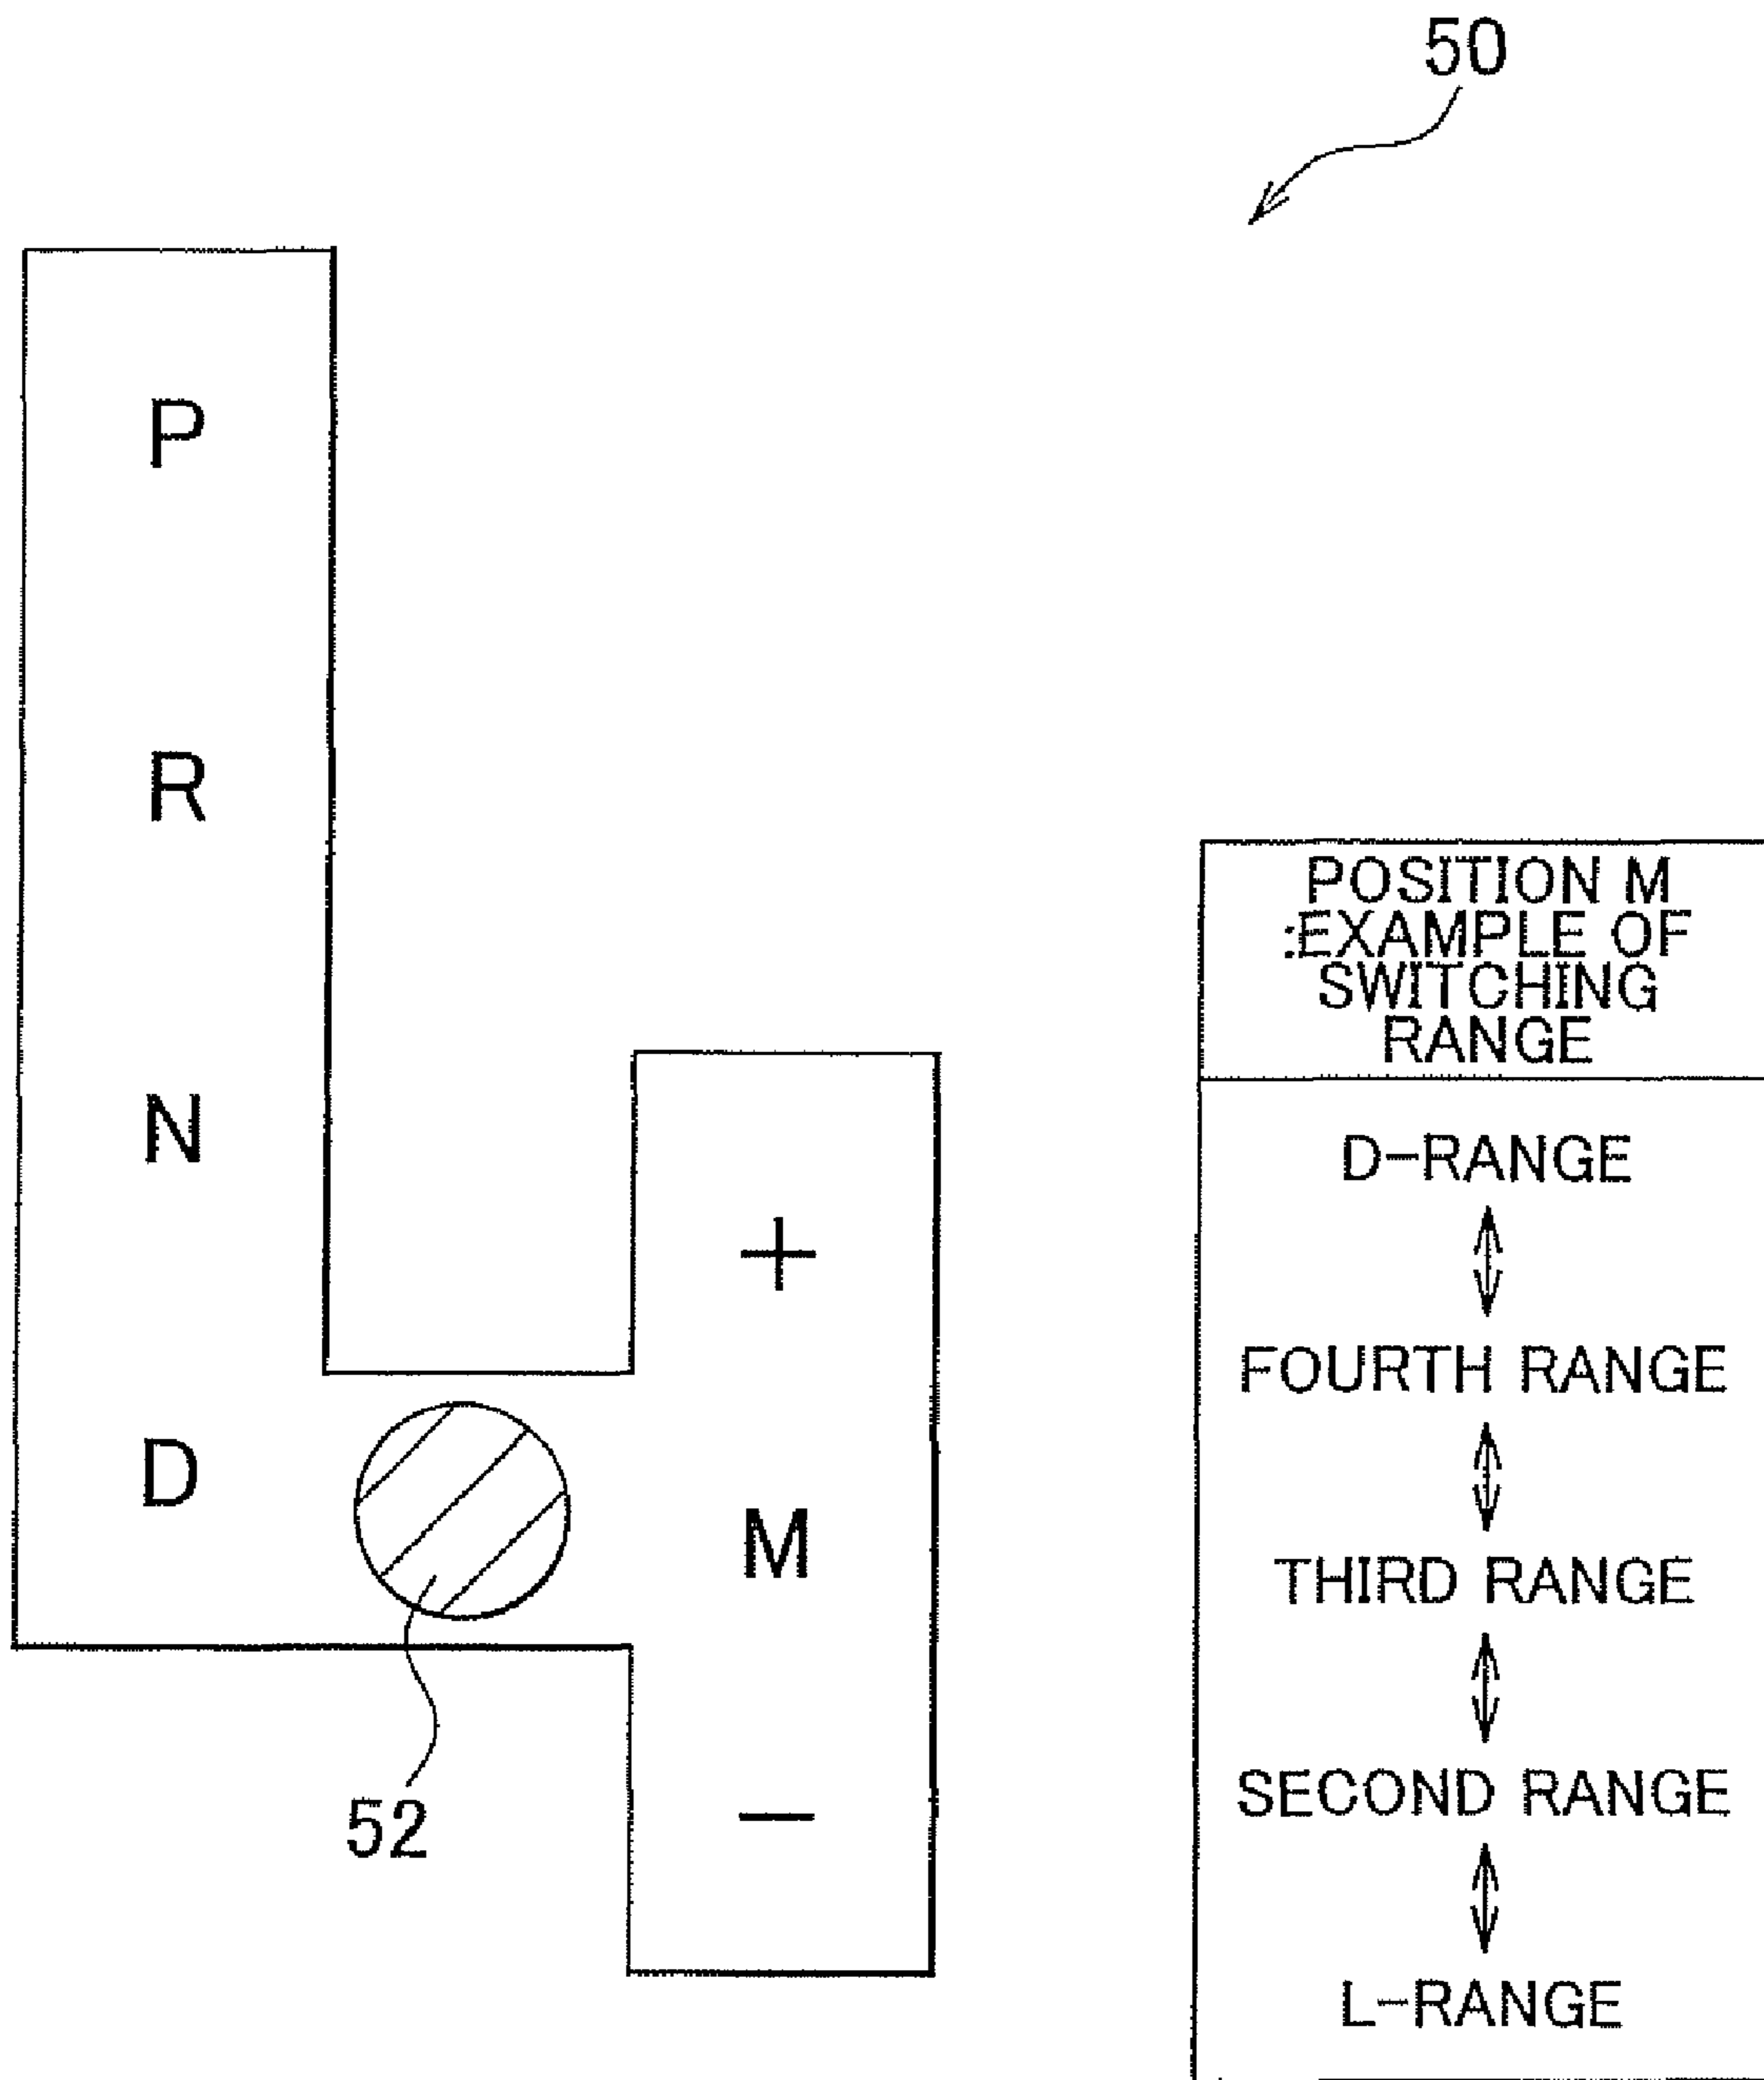 50
P
R
N
D
52
+
M
−
POSITION M
:EXAMPLE OF
SWITCHING
RANGE
D-RANGE
FOURTH RANGE
THIRD RANGE
SECOND RANGE
L-RANGE